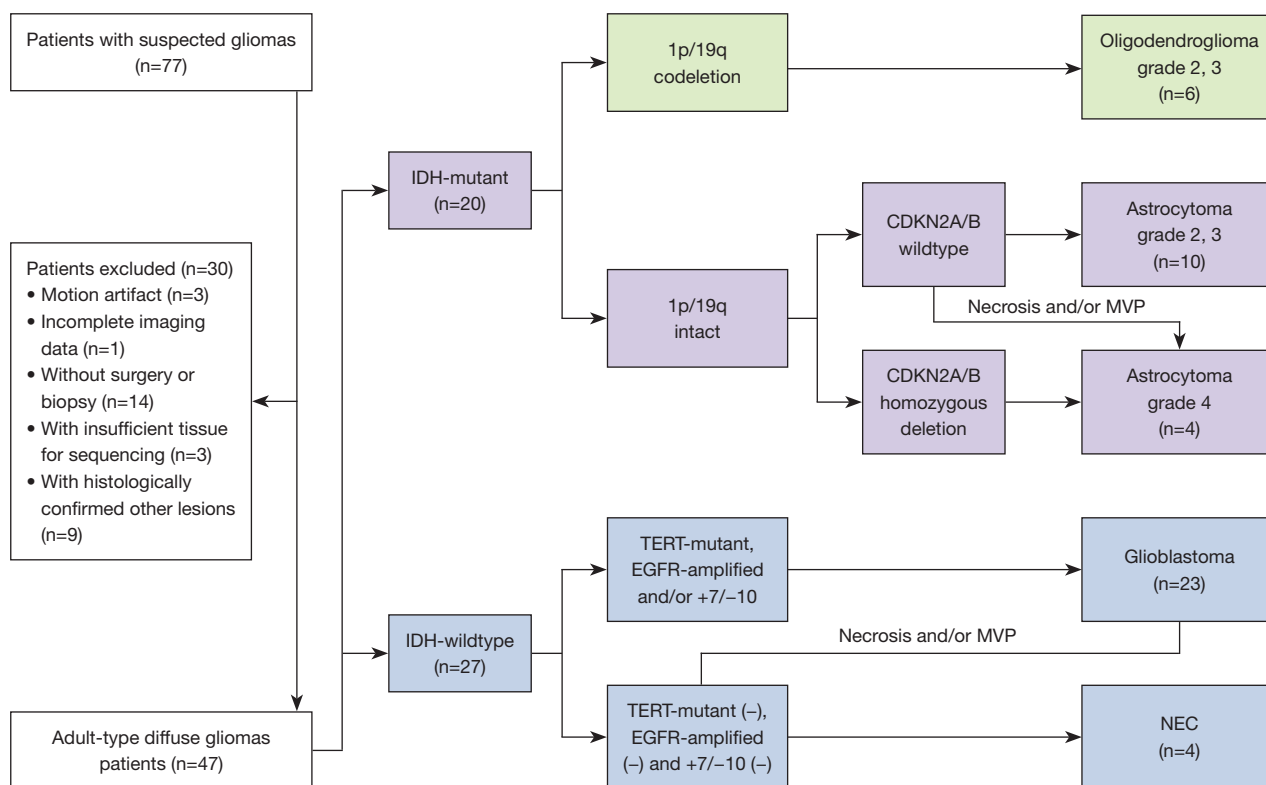 Patients with suspected gliomas
(n=77)
Patients excluded (n=30)
• Motion artifact (n=3)
• Incomplete imaging
data (n=1)
• Without surgery or
biopsy (n=14)
• With insufficient tissue
for sequencing (n=3)
• With histologically
confirmed other lesions
(n=9)
Adult-type diffuse gliomas
patients (n=47)
IDH-mutant
(n=20)
1p/19q
codeletion
Oligodendroglioma
grade 2, 3
(n=6)
1p/19q
intact
CDKN2A/B
wildtype
Astrocytoma
grade 2, 3
(n=10)
Necrosis and/or MVP
CDKN2A/B
homozygous
deletion
Astrocytoma
grade 4
(n=4)
IDH-wildtype
(n=27)
TERT-mutant,
EGFR-amplified
and/or +7/−10
Glioblastoma
(n=23)
Necrosis and/or MVP
TERT-mutant (–),
EGFR-amplified
(–) and +7/−10 (–)
NEC
(n=4)